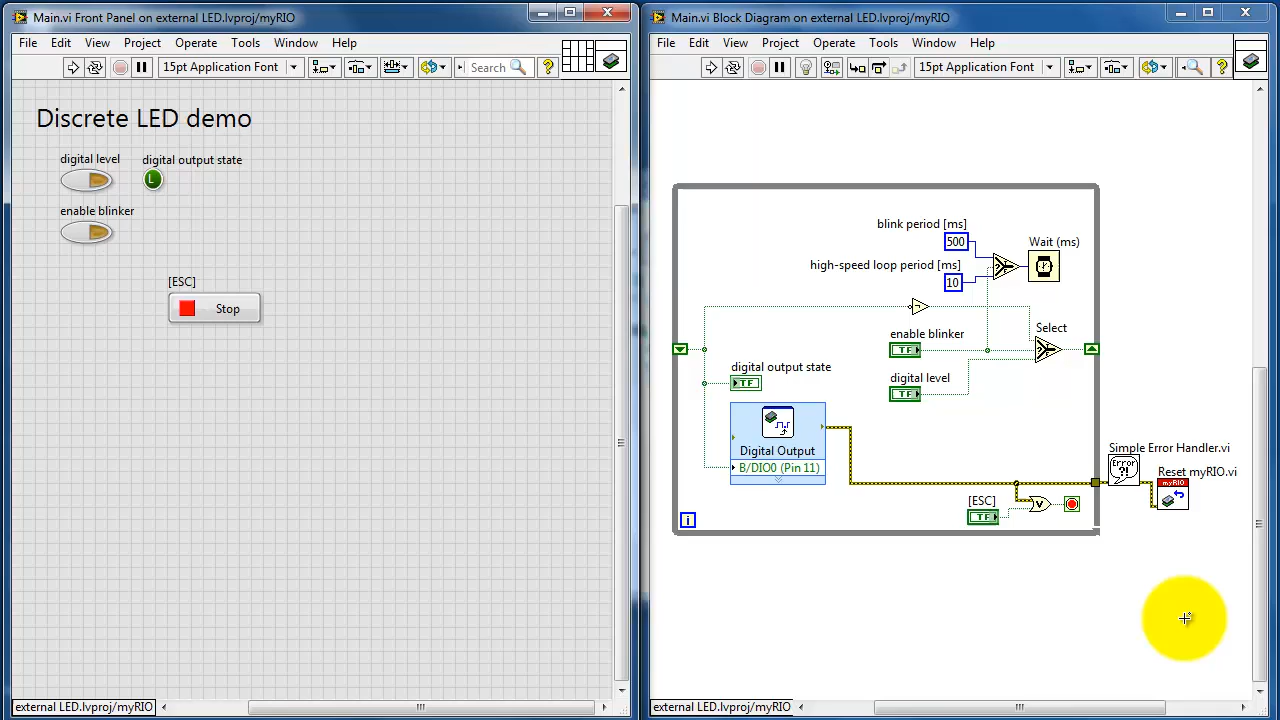 Main.vi Front Panel on external LED.lvproj/myRIO
File Edit View Project Operate Tools Window Help
15pt Application Font
Search
?
Discrete LED demo
digital level
digital output state
L
enable blinker
[ESC]
Stop
external LED.lvproj/myRIO
Main.vi Block Diagram on external LED.lvproj/myRIO
File Edit View Project Operate Tools Window Help
15pt Application Font
?
blink period [ms]
500
Wait (ms)
high-speed loop period [ms]
10
?
enable blinker
TF
Select
?
digital output state
TF
digital level
TF
Digital Output
B/DIO0 (Pin 11)
Simple Error Handler.vi
Error
?!
Reset myRIO.vi
myRIO
[ESC]
TF
V
i
external LED.lvproj/myRIO